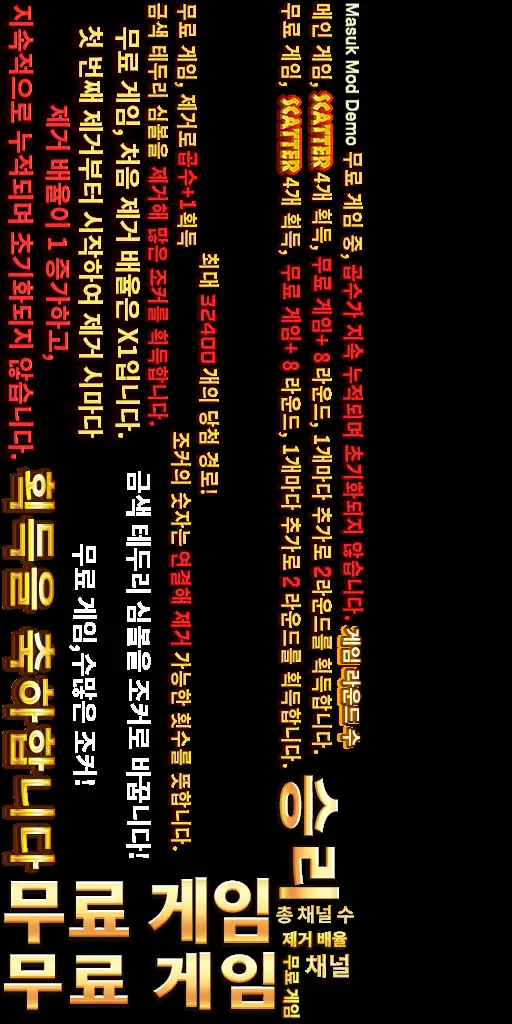 Masuk Mod Demo
무료 게임 중, 곱수가 지속 누적되며 초기화되지 않습니다.
게임 라운드 수
메인 게임, SCATTER 4개 획득, 무료 게임+ 8라운드, 1개마다 추가로 2라운드를 획득합니다.
무료 게임, SCATTER 4개 획득, 무료 게임+ 8라운드, 1개마다 추가로 2라운드를 획득합니다.
최대 32400개의 당첨 경로!
무료 게임, 제거로곱수+1획득
조커의 숫자는 연결해 제거 가능한 횟수를 뜻합니다.
금색 테두리 심볼을 제거해 많은 조커를 획득합니다.
금색 테두리 심볼을 조커로 바꿉니다!
무료 게임, 처음 제거 배율은 X1입니다.
첫 번째 제거부터 시작하여 제거 시마다
무료 게임,수많은 조커!
제거 배율이 1 증가하고,
지속적으로 누적되며 초기화되지 않습니다.
획득을 축하합니다
승리
무료 게임
총 채널 수
제거 배율
무료 게임
채널
무료 게임